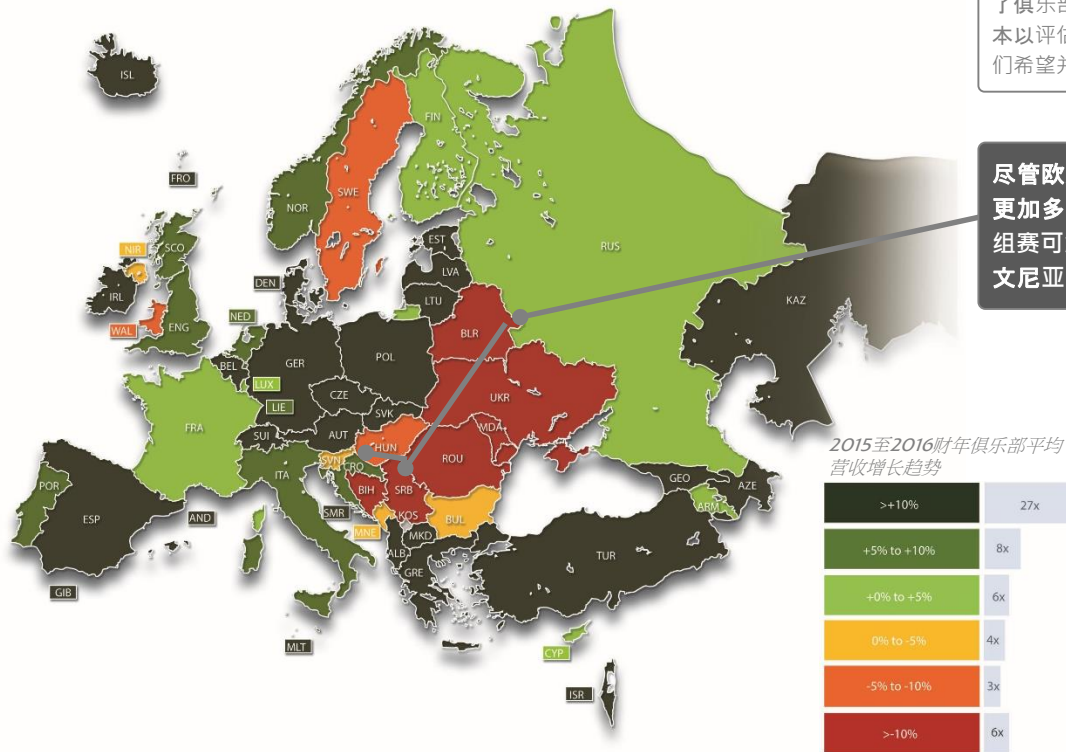 了俱乐部
本以评估
们希望并
尽管欧
更加多
组赛可
文尼亚
ISL
FRO
FIN
SWE
NOR
RUS
SCO
NIR
EST
LVA
IRL
DEN
LTU
KAZ
NED
WAL
ENG
BLR
BEL
GER
POL
LUX
UKR
CZE
LIE
SVK
MDA
FRA
SUI
AUT
HUN
SVN
CRO
ROU
ITA
POR
BIH
SRB
GEO
AZE
ESP
AND
SMR
KOS
ARM
BUL
MNE
MKD
ALB
GRE
TUR
GIB
MLT
CYP
ISR
2015至2016财年俱乐部平均
营收增长趋势
>+10% 27x
+5% to +10% 8x
+0% to +5% 6x
0% to -5% 4x
-5% to -10% 3x
>-10% 6x